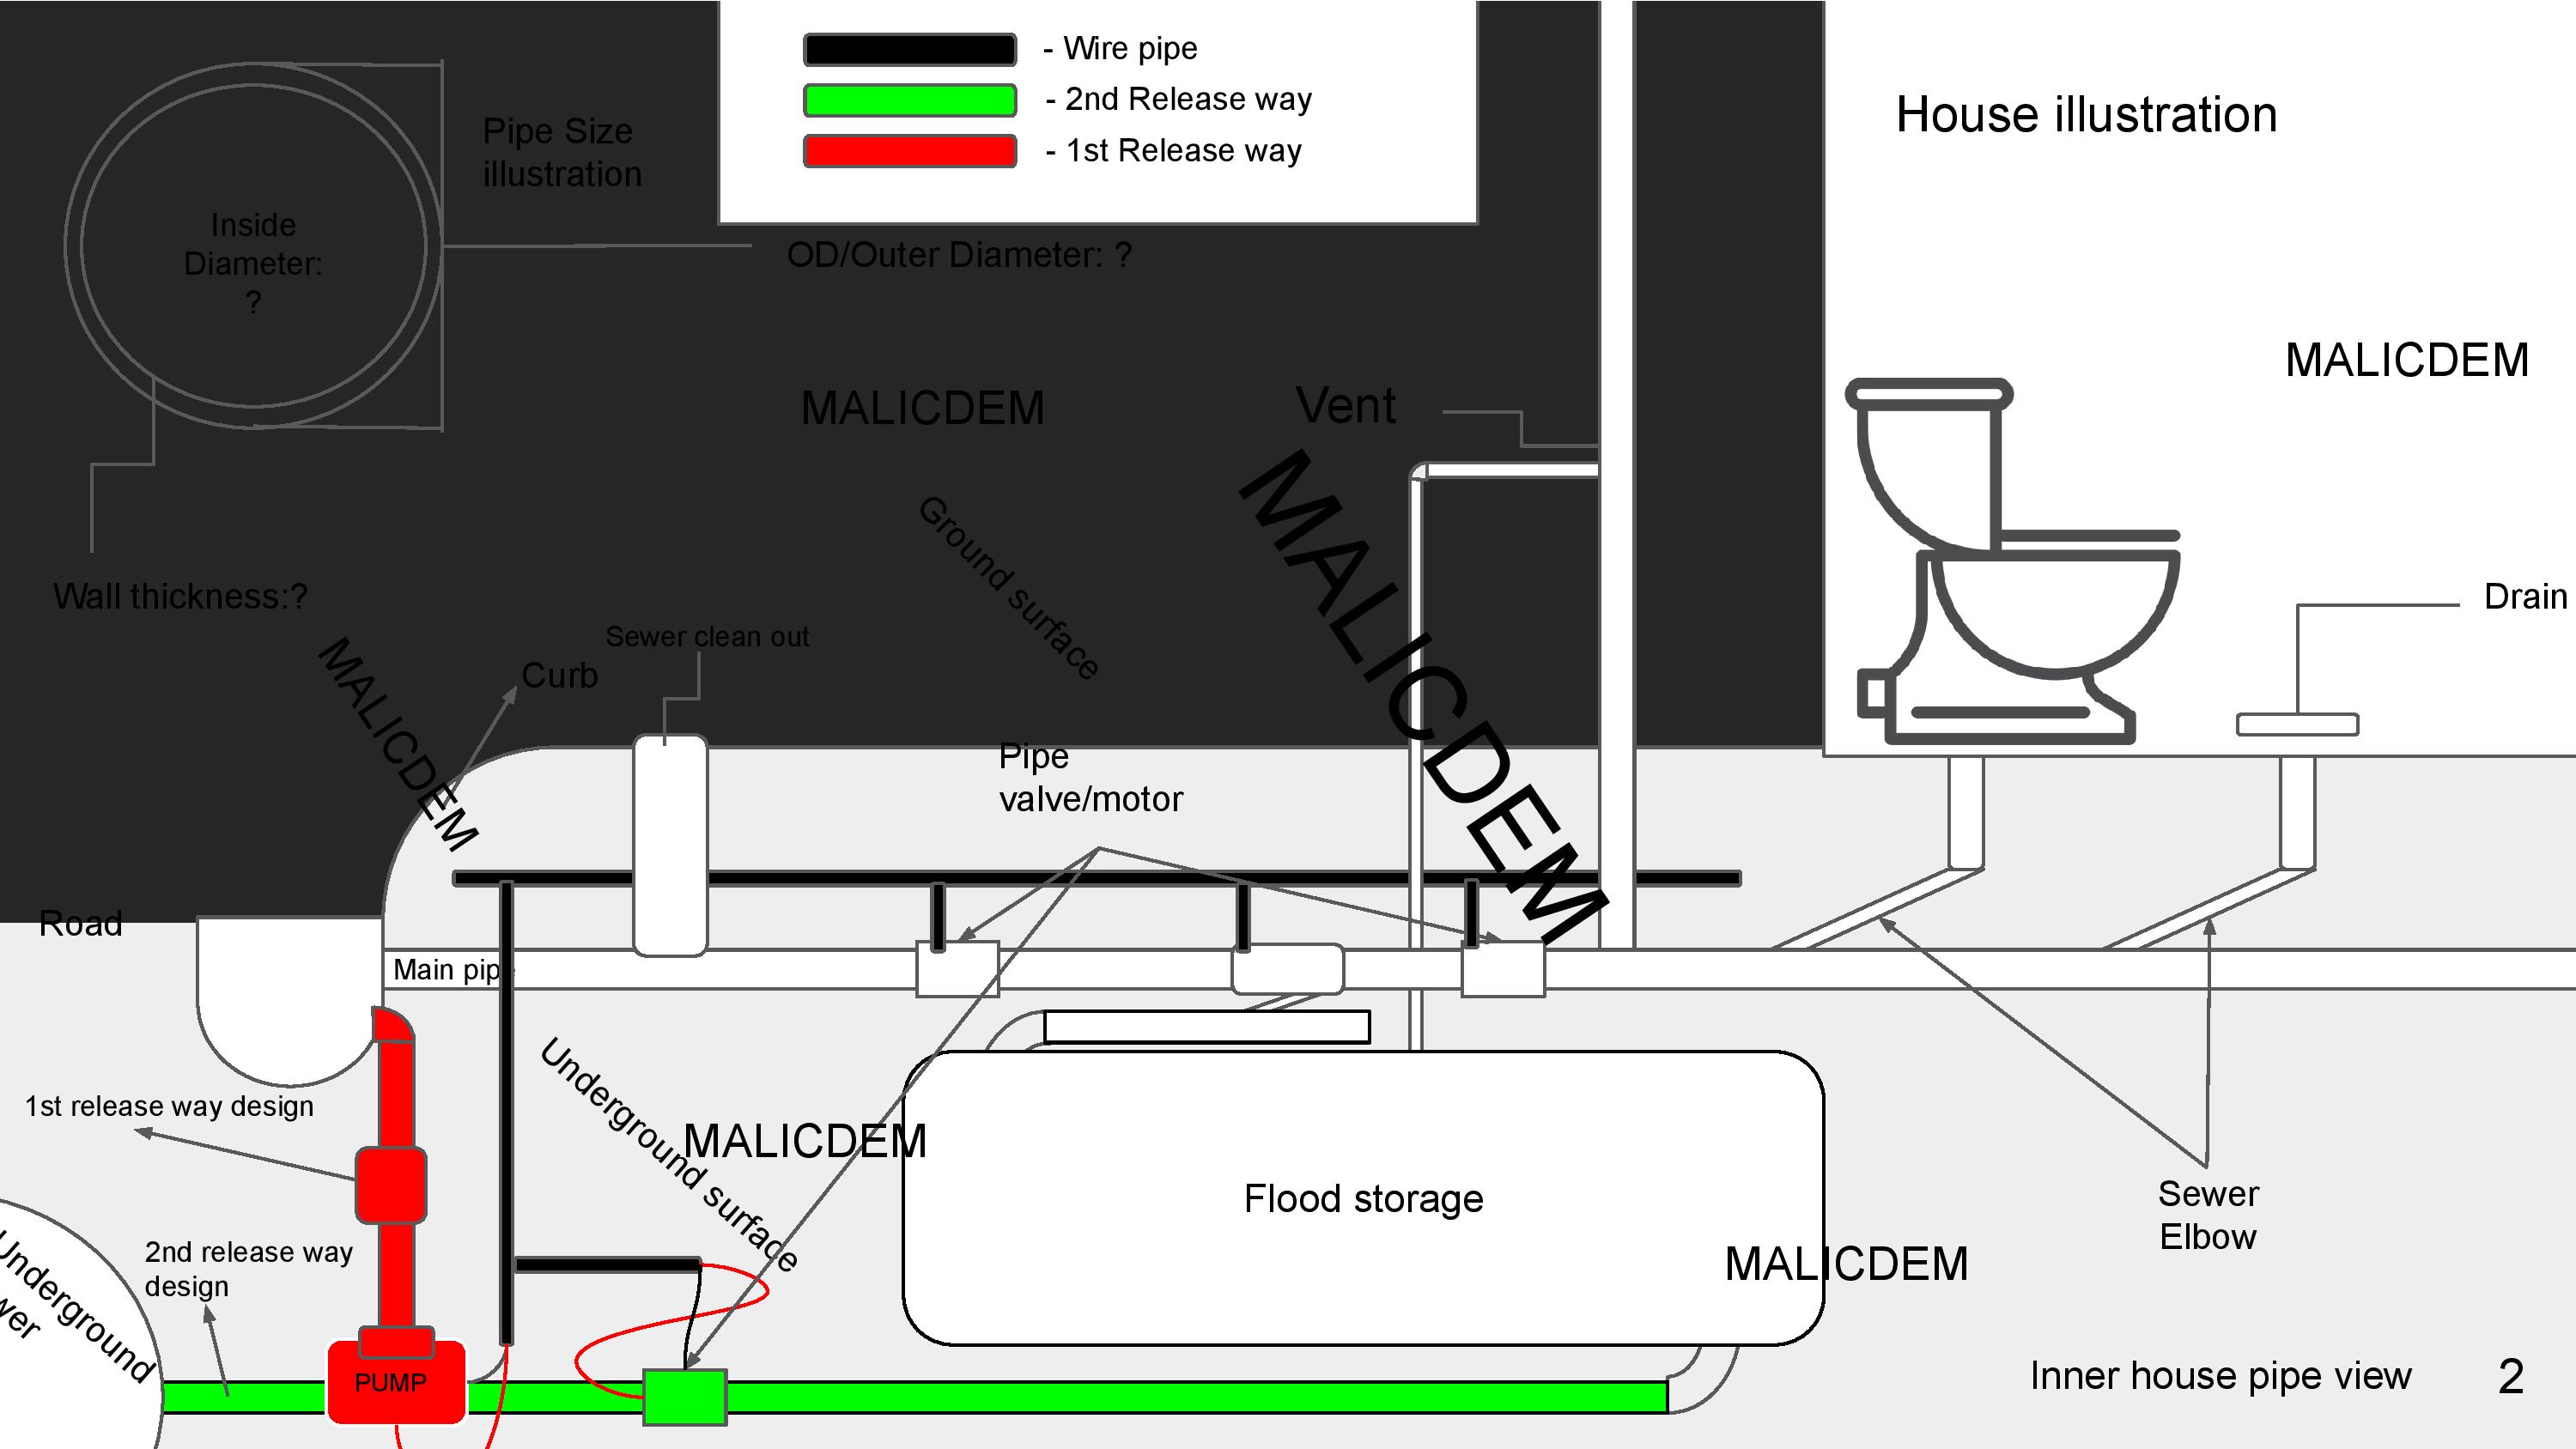 - Wire pipe
- 2nd Release way
- 1st Release way
House illustration
Pipe Size
illustration
Inside
Diameter:
?
OD/Outer Diameter: ?
MALICDEM
MALICDEM
Vent
MALICDEM
Ground surface
Wall thickness:?
Drain
Sewer clean out
Curb
MALICDEM
Pipe
valve/motor
Road
Main pipe
Underground surface
1st release way design
MALICDEM
Flood storage
Sewer
Elbow
2nd release way
design
MALICDEM
Underground
wer
PUMP
Inner house pipe view
2